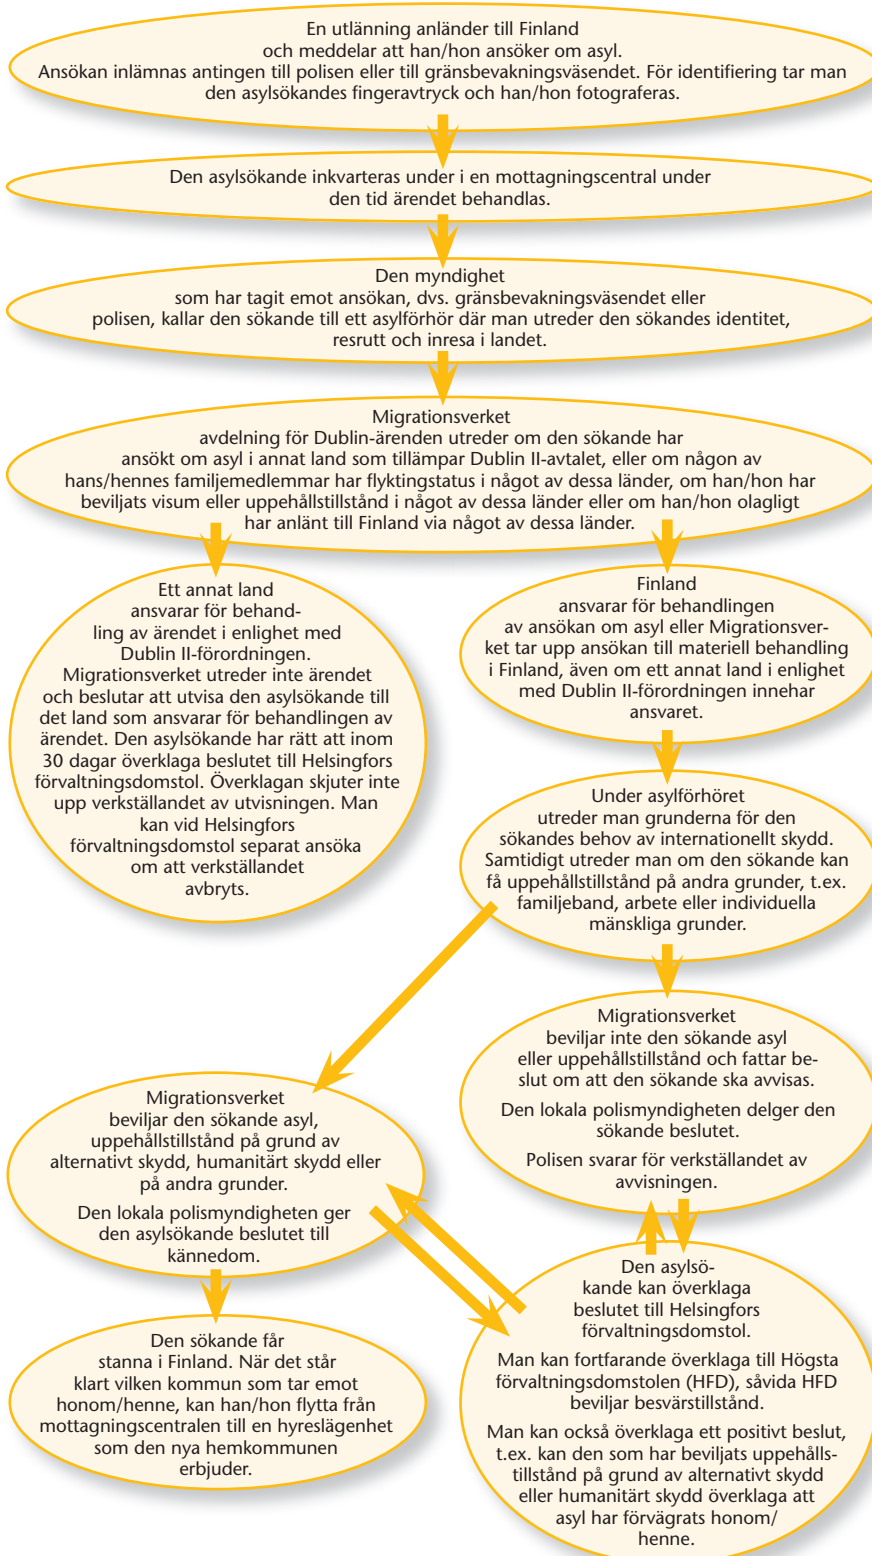 En utlänning anländer till Finland
och meddelar att han/hon ansöker om asyl.
Ansökan inlämnas antingen till polisen eller till gränsbevakningsväsendet. För identifiering tar man
den asylsökandes fingeravtryck och han/hon fotograferas.
Den asylsökande inkvarteras under i en mottagningscentral under
den tid ärendet behandlas.
Den myndighet
som har tagit emot ansökan, dvs. gränsbevakningsväsendet eller
polisen, kallar den sökande till ett asylförhör där man utreder den sökandes identitet,
resrutt och inresa i landet.
Migrationsverket
avdelning för Dublin-ärenden utreder om den sökande har
ansökt om asyl i annat land som tillämpar Dublin II-avtalet, eller om någon av
hans/hennes familjemedlemmar har flyktingstatus i något av dessa länder, om han/hon har
beviljats visum eller uppehållstillstånd i något av dessa länder eller om han/hon olagligt
har anlänt till Finland via något av dessa länder.
Ett annat land
ansvarar för behand-
ling av ärendet i enlighet med
Dublin II-förordningen.
Migrationsverket utreder inte ärendet
och beslutar att utvisa den asylsökande till
det land som ansvarar för behandlingen av
ärendet. Den asylsökande har rätt att inom
30 dagar överklaga beslutet till Helsingfors
förvaltningsdomstol. Överklagan skjuter inte
upp verkställandet av utvisningen. Man
kan vid Helsingfors
förvaltningsdomstol separat ansöka
om att verkställandet
avbryts.
Finland
ansvarar för behandlingen
av ansökan om asyl eller Migrationsver-
ket tar upp ansökan till materiell behandling
i Finland, även om ett annat land i enlighet
med Dublin II-förordningen innehar
ansvaret.
Under asylförhöret
utreder man grunderna för den
sökandes behov av internationellt skydd.
Samtidigt utreder man om den sökande kan
få uppehållstillstånd på andra grunder, t.ex.
familjeband, arbete eller individuella
mänskliga grunder.
Migrationsverket
beviljar inte den sökande asyl
eller uppehållstillstånd och fattar be-
slut om att den sökande ska avvisas.
Den lokala polismyndigheten delger den
sökande beslutet.
Polisen svarar för verkställandet av
avvisningen.
Migrationsverket
beviljar den sökande asyl,
uppehållstillstånd på grund av
alternativt skydd, humanitärt skydd eller
på andra grunder.
Den lokala polismyndigheten ger
den asylsökande beslutet till
kännedom.
Den sökande får
stanna i Finland. När det står
klart vilken kommun som tar emot
honom/henne, kan han/hon flytta från
mottagningscentralen till en hyreslägenhet
som den nya hemkommunen
erbjuder.
Den asylsö-
kande kan överklaga
beslutet till Helsingfors
förvaltningsdomstol.
Man kan fortfarande överklaga till Högsta
förvaltningsdomstolen (HFD), såvida HFD
beviljar besvärstillstånd.
Man kan också överklaga ett positivt beslut,
t.ex. kan den som har beviljats uppehålls-
tillstånd på grund av alternativt skydd
eller humanitärt skydd överklaga att
asyl har förvägrats honom/
henne.